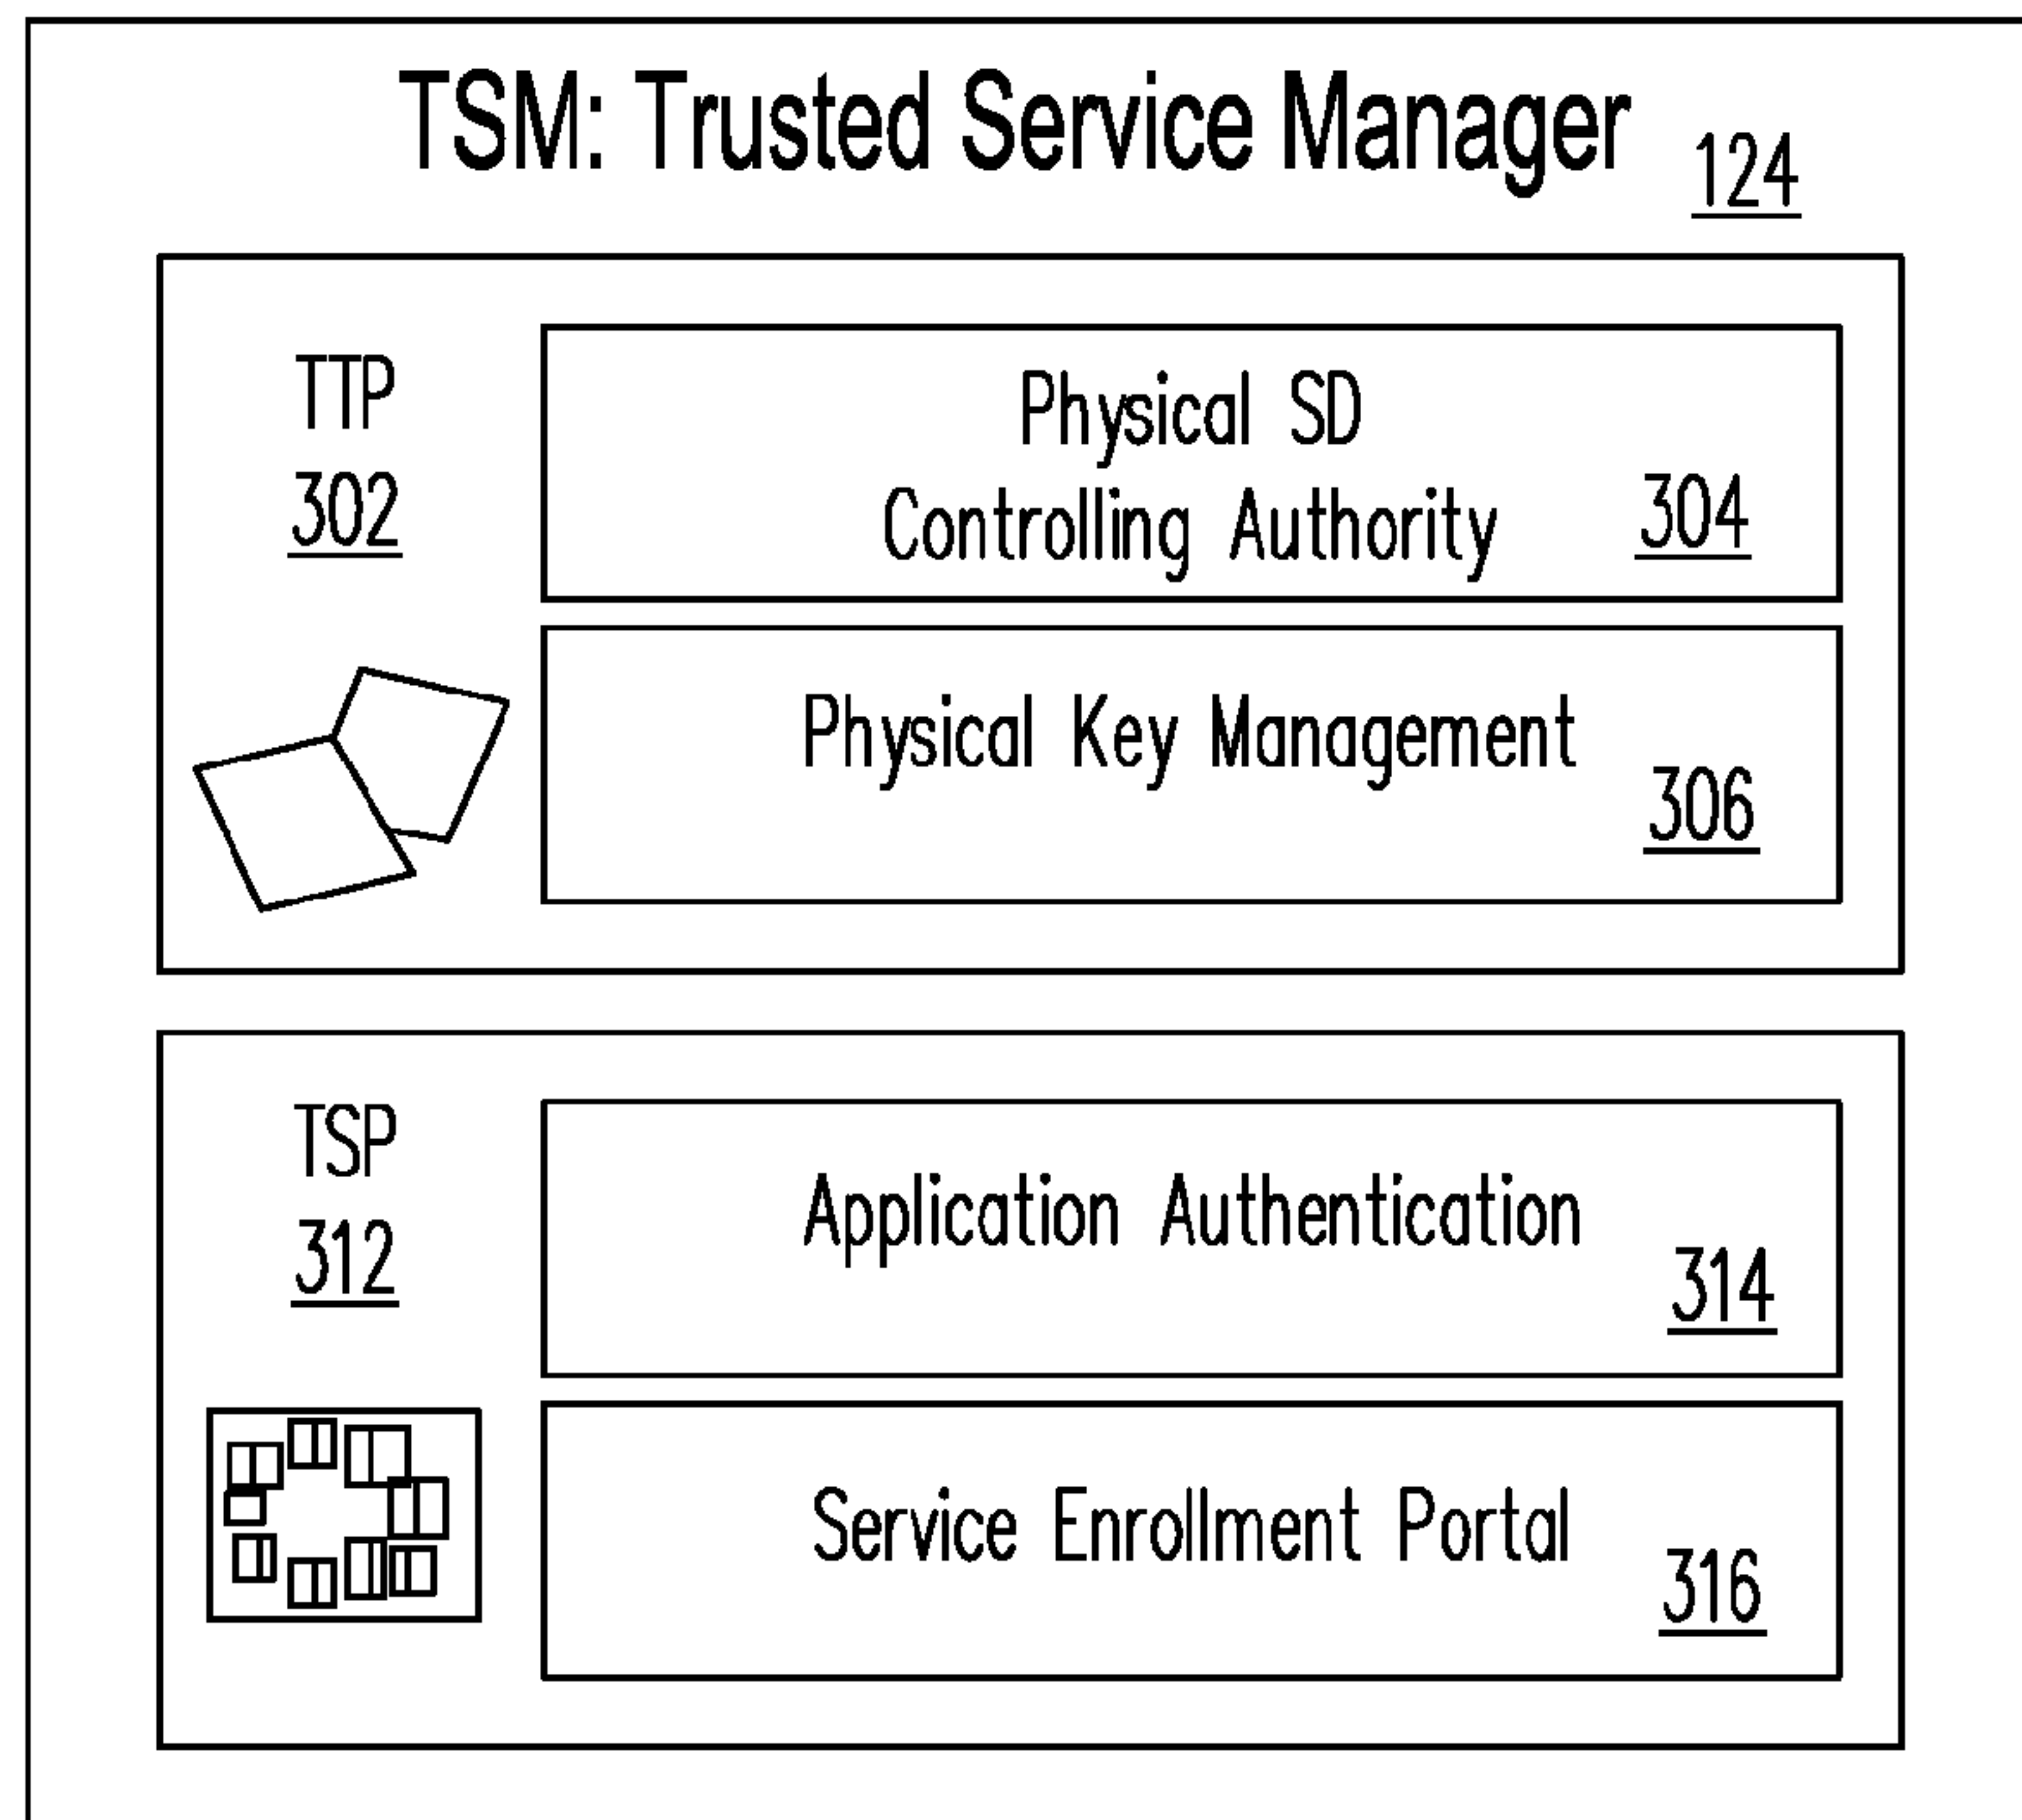 TSM: Trusted Service Manager 124
TTP
302
Physical SD
Controlling Authority 304
Physical Key Management
306
TSP
312
Application Authentication
314
Service Enrollment Portal
316